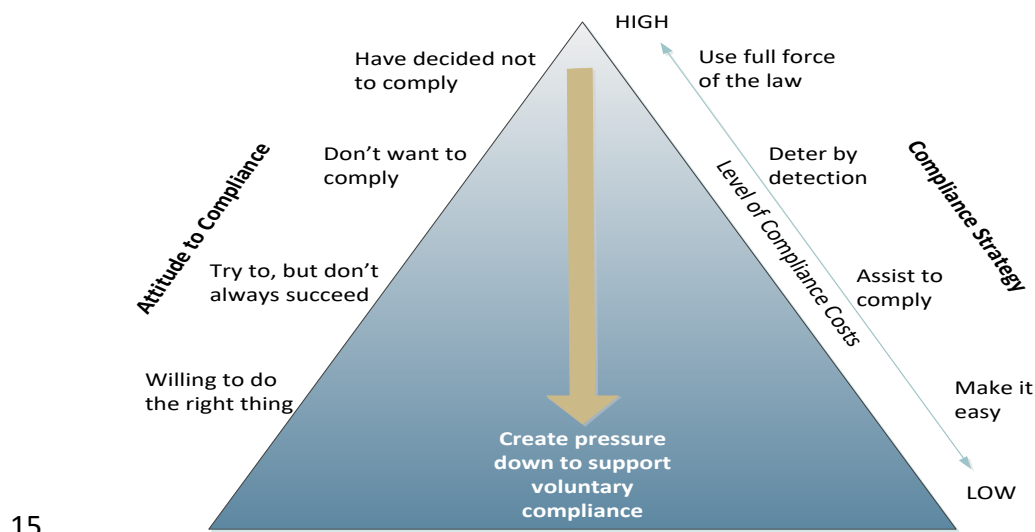 HIGH
Have decided not
to comply
Use full force
of the law
Don’t want to
comply
Deter by
detection
Attitude to Compliance
Level of Compliance Costs
Compliance Strategy
Try to, but don’t
always succeed
Assist to
comply
Willing to do
the right thing
Make it
easy
Create pressure
down to support
voluntary
compliance
LOW
15